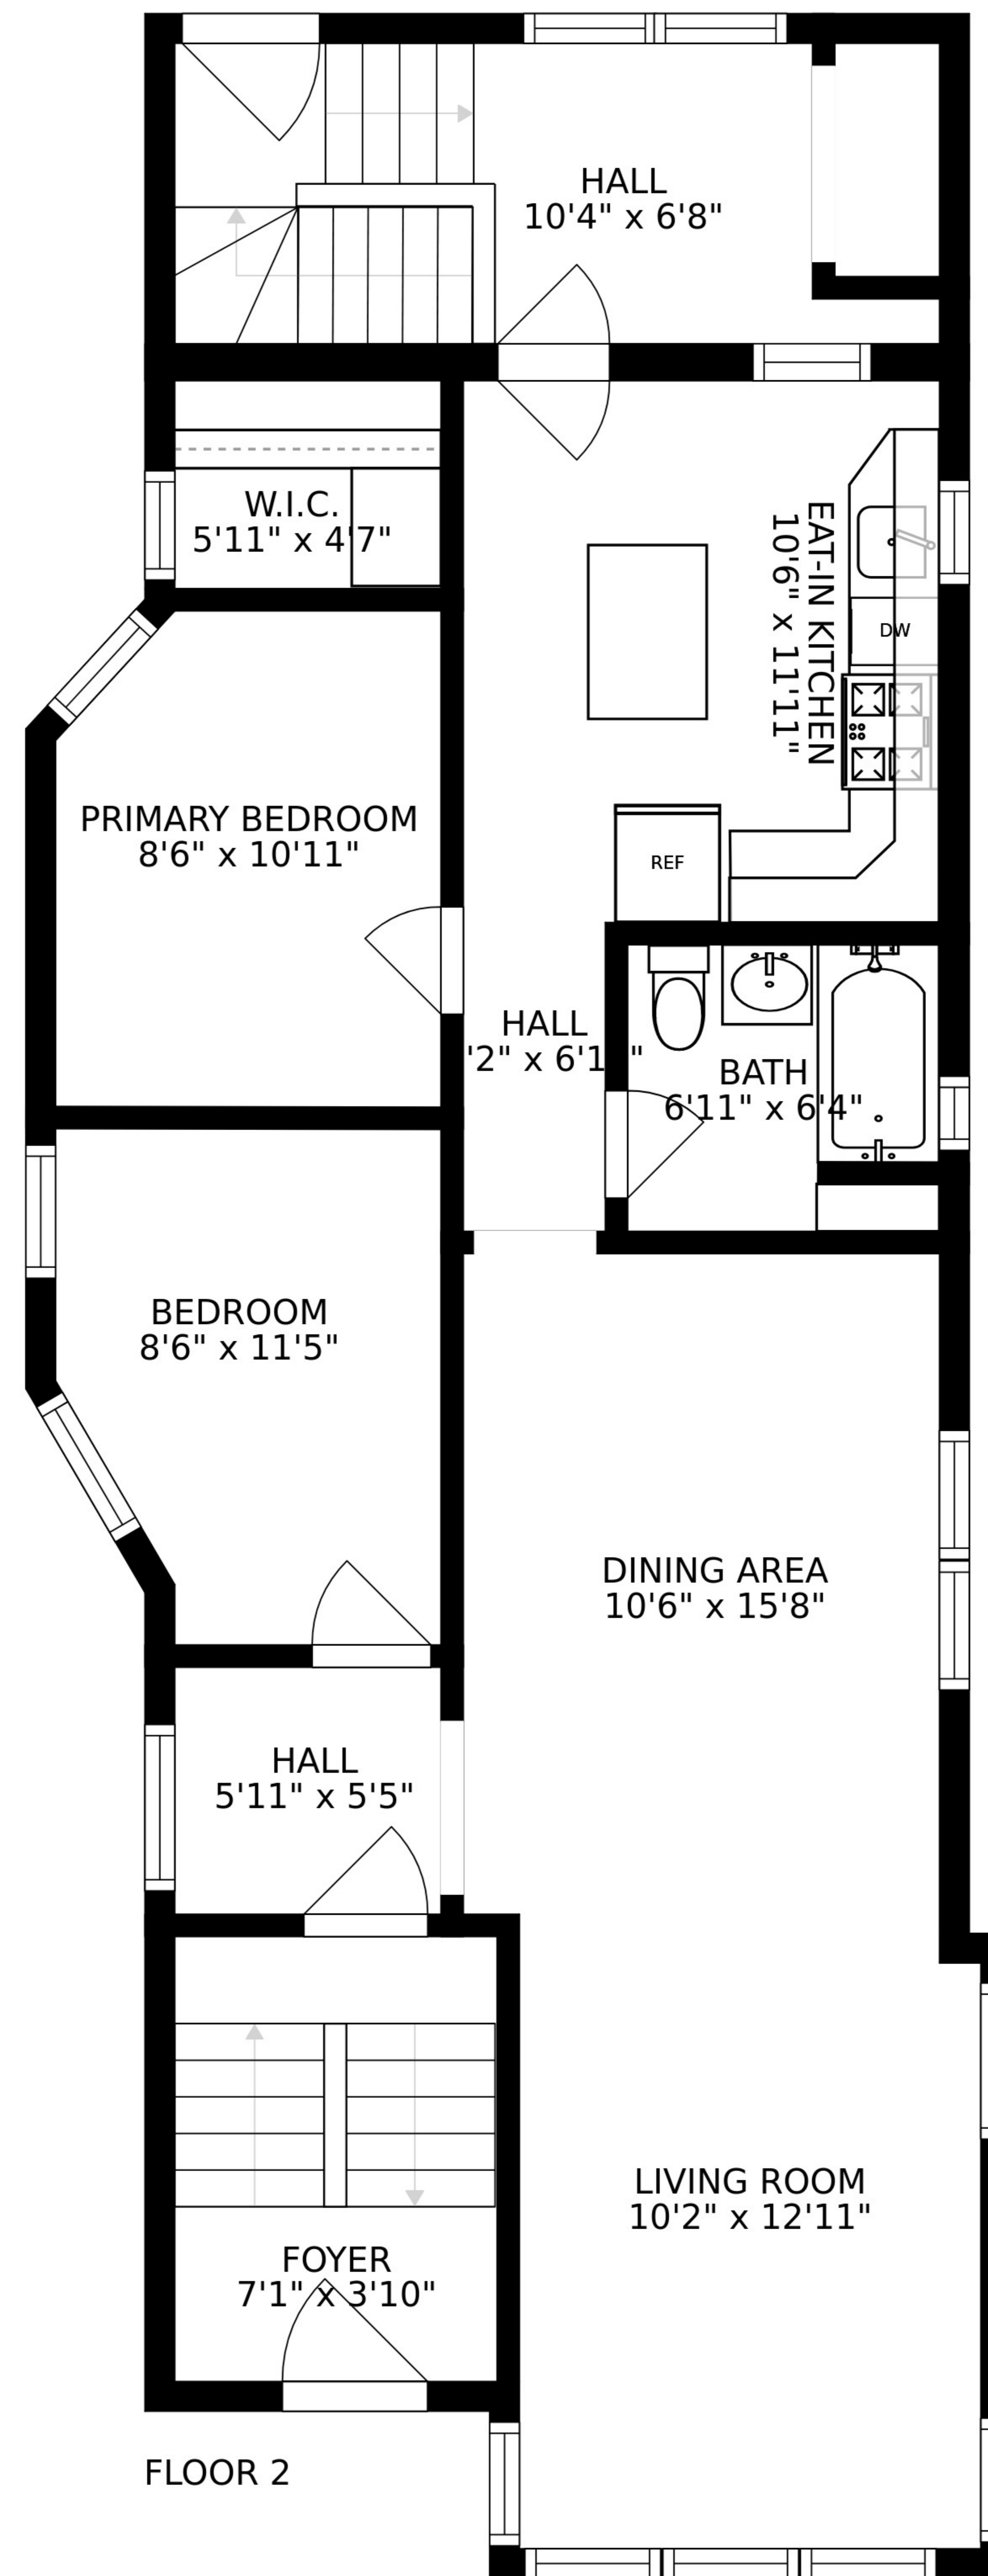 HALL
10'4" x 6'8"
W.I.C.
5'11" x 4'7"
EAT-IN KITCHEN
10'6" x 11'11"
DW
PRIMARY BEDROOM
8'6" x 10'11"
REF
HALL
'2" x 6'1 "
BATH
6'11" x 6'4"
BEDROOM
8'6" x 11'5"
DINING AREA
10'6" x 15'8"
HALL
5'11" x 5'5"
LIVING ROOM
10'2" x 12'11"
FOYER
7'1" x 3'10"
FLOOR 2